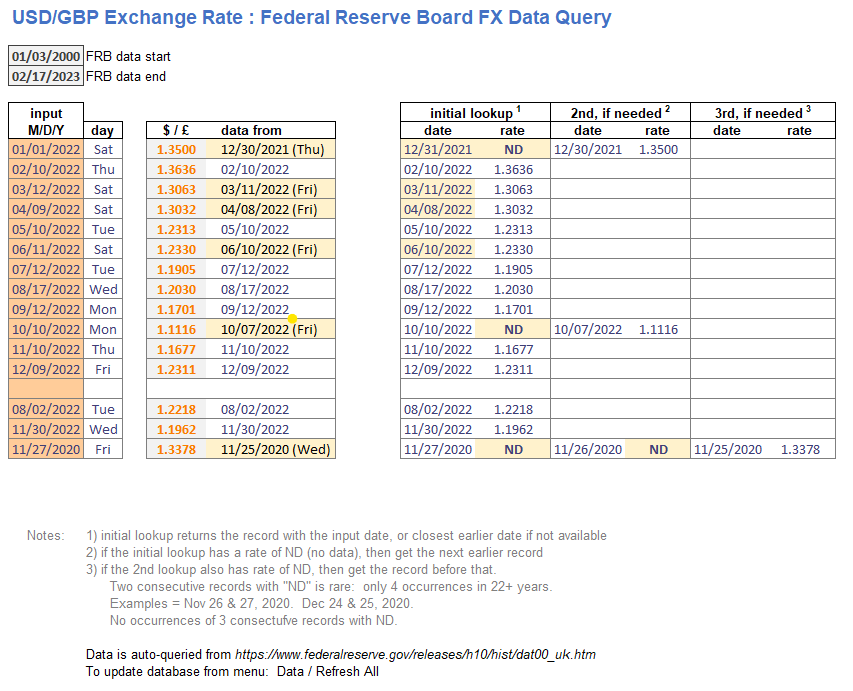 USD/GBP Exchange Rate : Federal Reserve Board FX Data Query
01/03/2000 FRB data start
02/17/2023 FRB data end
input initial lookup 1 2nd, if needed 2 3rd, if needed 3
M/D/Y day $ / £ data from date rate date rate date rate
01/01/2022 Sat 1.3500 12/30/2021 (Thu) 12/31/2021 ND 12/30/2021 1.3500
02/10/2022 Thu 1.3636 02/10/2022 02/10/2022 1.3636
03/12/2022 Sat 1.3063 03/11/2022 (Fri) 03/11/2022 1.3063
04/09/2022 Sat 1.3032 04/08/2022 (Fri) 04/08/2022 1.3032
05/10/2022 Tue 1.2313 05/10/2022 05/10/2022 1.2313
06/11/2022 Sat 1.2330 06/10/2022 (Fri) 06/10/2022 1.2330
07/12/2022 Tue 1.1905 07/12/2022 07/12/2022 1.1905
08/17/2022 Wed 1.2030 08/17/2022 08/17/2022 1.2030
09/12/2022 Mon 1.1701 09/12/2022 09/12/2022 1.1701
10/10/2022 Mon 1.1116 10/07/2022 (Fri) 10/10/2022 ND 10/07/2022 1.1116
11/10/2022 Thu 1.1677 11/10/2022 11/10/2022 1.1677
12/09/2022 Fri 1.2311 12/09/2022 12/09/2022 1.2311
08/02/2022 Tue 1.2218 08/02/2022 08/02/2022 1.2218
11/30/2022 Wed 1.1962 11/30/2022 11/30/2022 1.1962
11/27/2020 Fri 1.3378 11/25/2020 (Wed) 11/27/2020 ND 11/26/2020 ND 11/25/2020 1.3378
Notes: 1) initial lookup returns the record with the input date, or closest earlier date if not available
2) if the initial lookup has a rate of ND (no data), then get the next earlier record
3) if the 2nd lookup also has rate of ND, then get the record before that.
Two consecutive records with "ND" is rare: only 4 occurrences in 22+ years.
Examples = Nov 26 & 27, 2020. Dec 24 & 25, 2020.
No occurrences of 3 consectufve records with ND.
Data is auto-queried from https://www.federalreserve.gov/releases/h10/hist/dat00_uk.htm
To update database from menu: Data / Refresh All